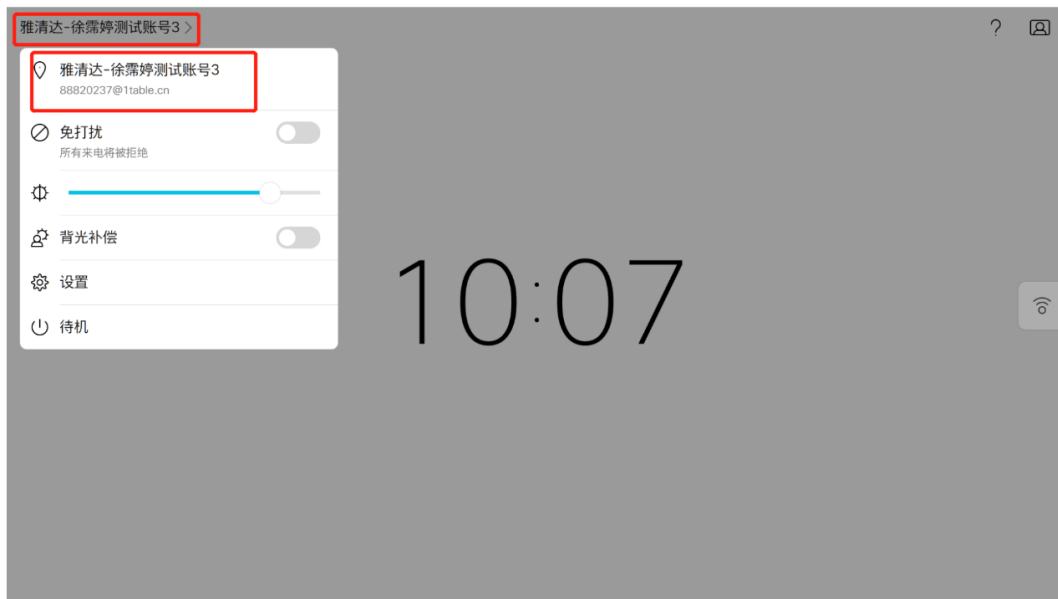 雅清达-徐霈婷测试账号3
雅清达-徐霈婷测试账号3
88820237@1table.cn
免打扰
所有来电将被拒绝
背光补偿
设置
待机
10:07